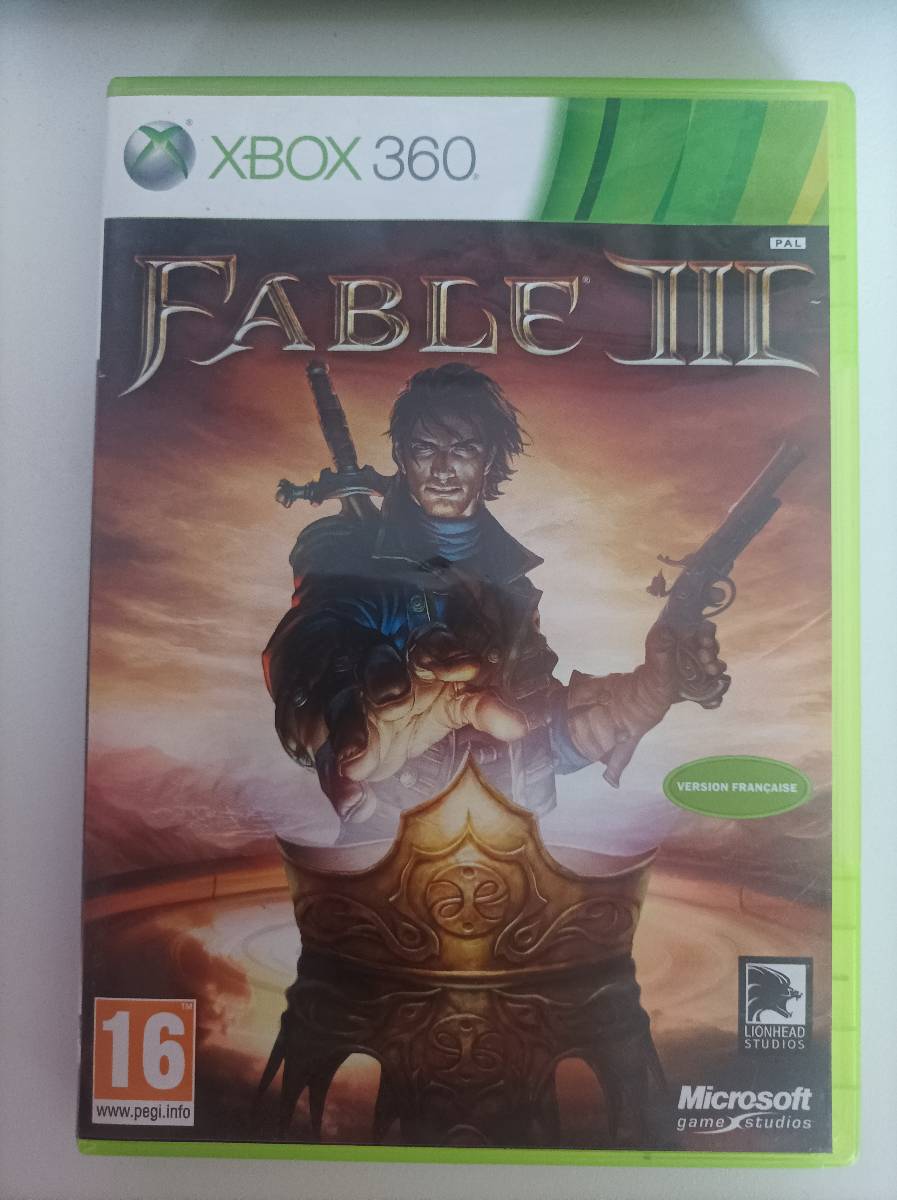 XBOX 360
PAL
FABLE III
VERSION FRANÇAISE
16
www.pegi.info
LIONHEAD
STUDIOS
Microsoft
game studios